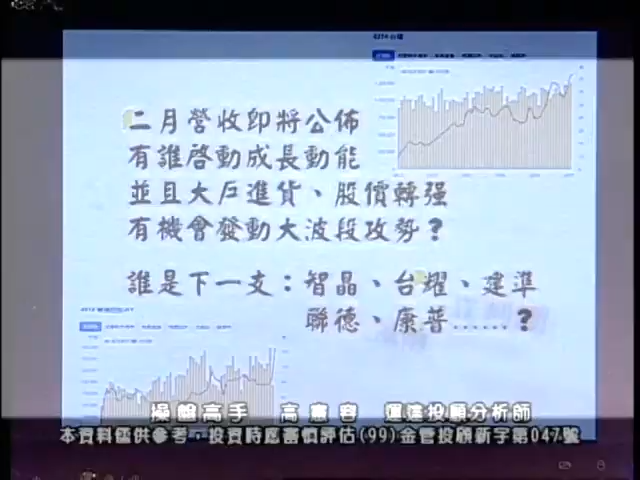 二月營收即將公佈
有誰啓動成長動能
並且大戶進貨、股價轉强
有機會發動大波段攻勢？
誰是下一支：智晶、台燿、建準
聯德、康普......？
操盤高手 高憲容 運達投顧分析師
本資料僅供參考，投資時應審慎評估(99)金管投顧新字第047號